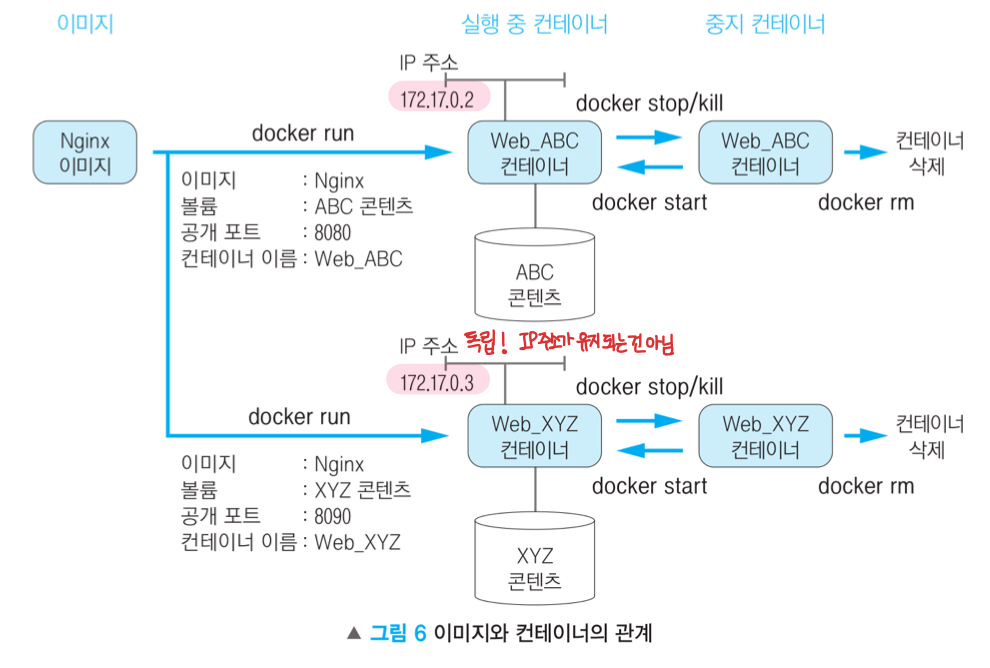 이미지
실행 중 컨테이너
중지 컨테이너
IP 주소
172.17.0.2
docker stop/kill
docker run
Nginx
이미지
Web_ABC
컨테이너
Web_ABC
컨테이너
컨테이너
삭제
docker start
docker rm
이미지 : Nginx
볼륨 : ABC 콘텐츠
공개 포트 : 8080
컨테이너 이름 : Web_ABC
ABC
콘텐츠
독립! IP주소가 유지되는건아님
IP 주소
172.17.0.3
docker stop/kill
docker run
Web_XYZ
컨테이너
Web_XYZ
컨테이너
컨테이너
삭제
docker start
docker rm
이미지 : Nginx
볼륨 : XYZ 콘텐츠
공개 포트 : 8090
컨테이너 이름 : Web_XYZ
XYZ
콘텐츠
▲ 그림 6 이미지와 컨테이너의 관계